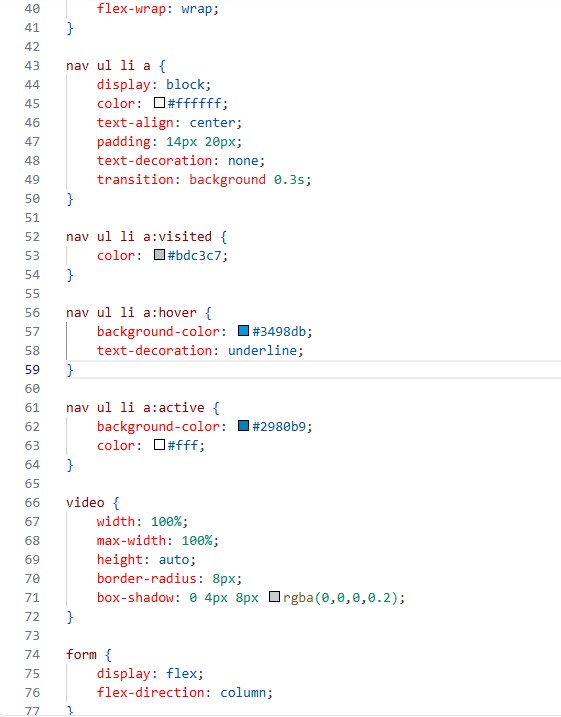 40 flex-wrap: wrap;
41 }
42
43 nav ul li a {
44 display: block;
45 color: #ffffff;
46 text-align: center;
47 padding: 14px 20px;
48 text-decoration: none;
49 transition: background 0.3s;
50 }
51
52 nav ul li a:visited {
53 color: #bdc3c7;
54 }
55
56 nav ul li a:hover {
57 background-color: #3498db;
58 text-decoration: underline;
59 }
60
61 nav ul li a:active {
62 background-color: #2980b9;
63 color: #fff;
64 }
65
66 video {
67 width: 100%;
68 max-width: 100%;
69 height: auto;
70 border-radius: 8px;
71 box-shadow: 0 4px 8px rgba(0,0,0,0.2);
72 }
73
74 form {
75 display: flex;
76 flex-direction: column;
77 }